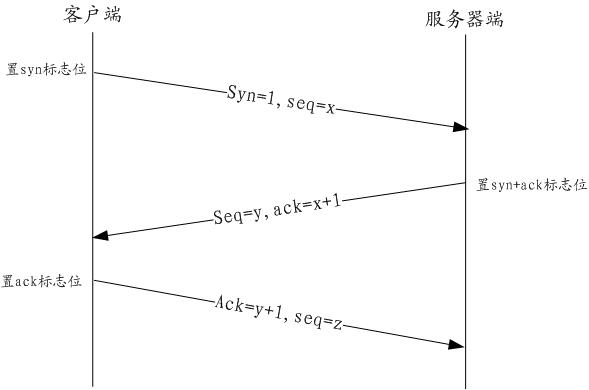 客户端
服务器端
置syn标志位
Syn=1, seq=x
置syn+ack标志位
Seq=y, ack=x+1
置ack标志位
Ack=y+1, seq=z